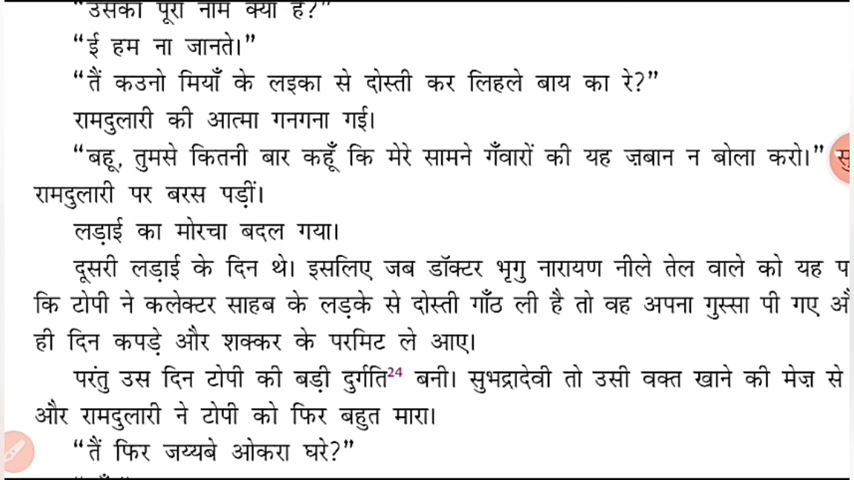 “उसका पूरा नाम क्या है?”
“ई हम ना जानते।”
“तैं कउनो मियाँ के लइका से दोस्ती कर लिहले बाय का रे?”
रामदुलारी की आत्मा गनगना गई।
“बहू, तुमसे कितनी बार कहूँ कि मेरे सामने गँवारों की यह ज़बान न बोला करो।”
रामदुलारी पर बरस पड़ीं।
लड़ाई का मोरचा बदल गया।
दूसरी लड़ाई के दिन थे। इसलिए जब डॉक्टर भृगु नारायण नीले तेल वाले को यह
कि टोपी ने कलेक्टर साहब के लड़के से दोस्ती गाँठ ली है तो वह अपना गुस्सा पी गए
ही दिन कपड़े और शक्कर के परमिट ले आए।
परंतु उस दिन टोपी की बड़ी दुर्गति24 बनी। सुभद्रादेवी तो उसी वक्त खाने की मेज़ से
और रामदुलारी ने टोपी को फिर बहुत मारा।
“तैं फिर जय्यबे ओकरा घरे?”